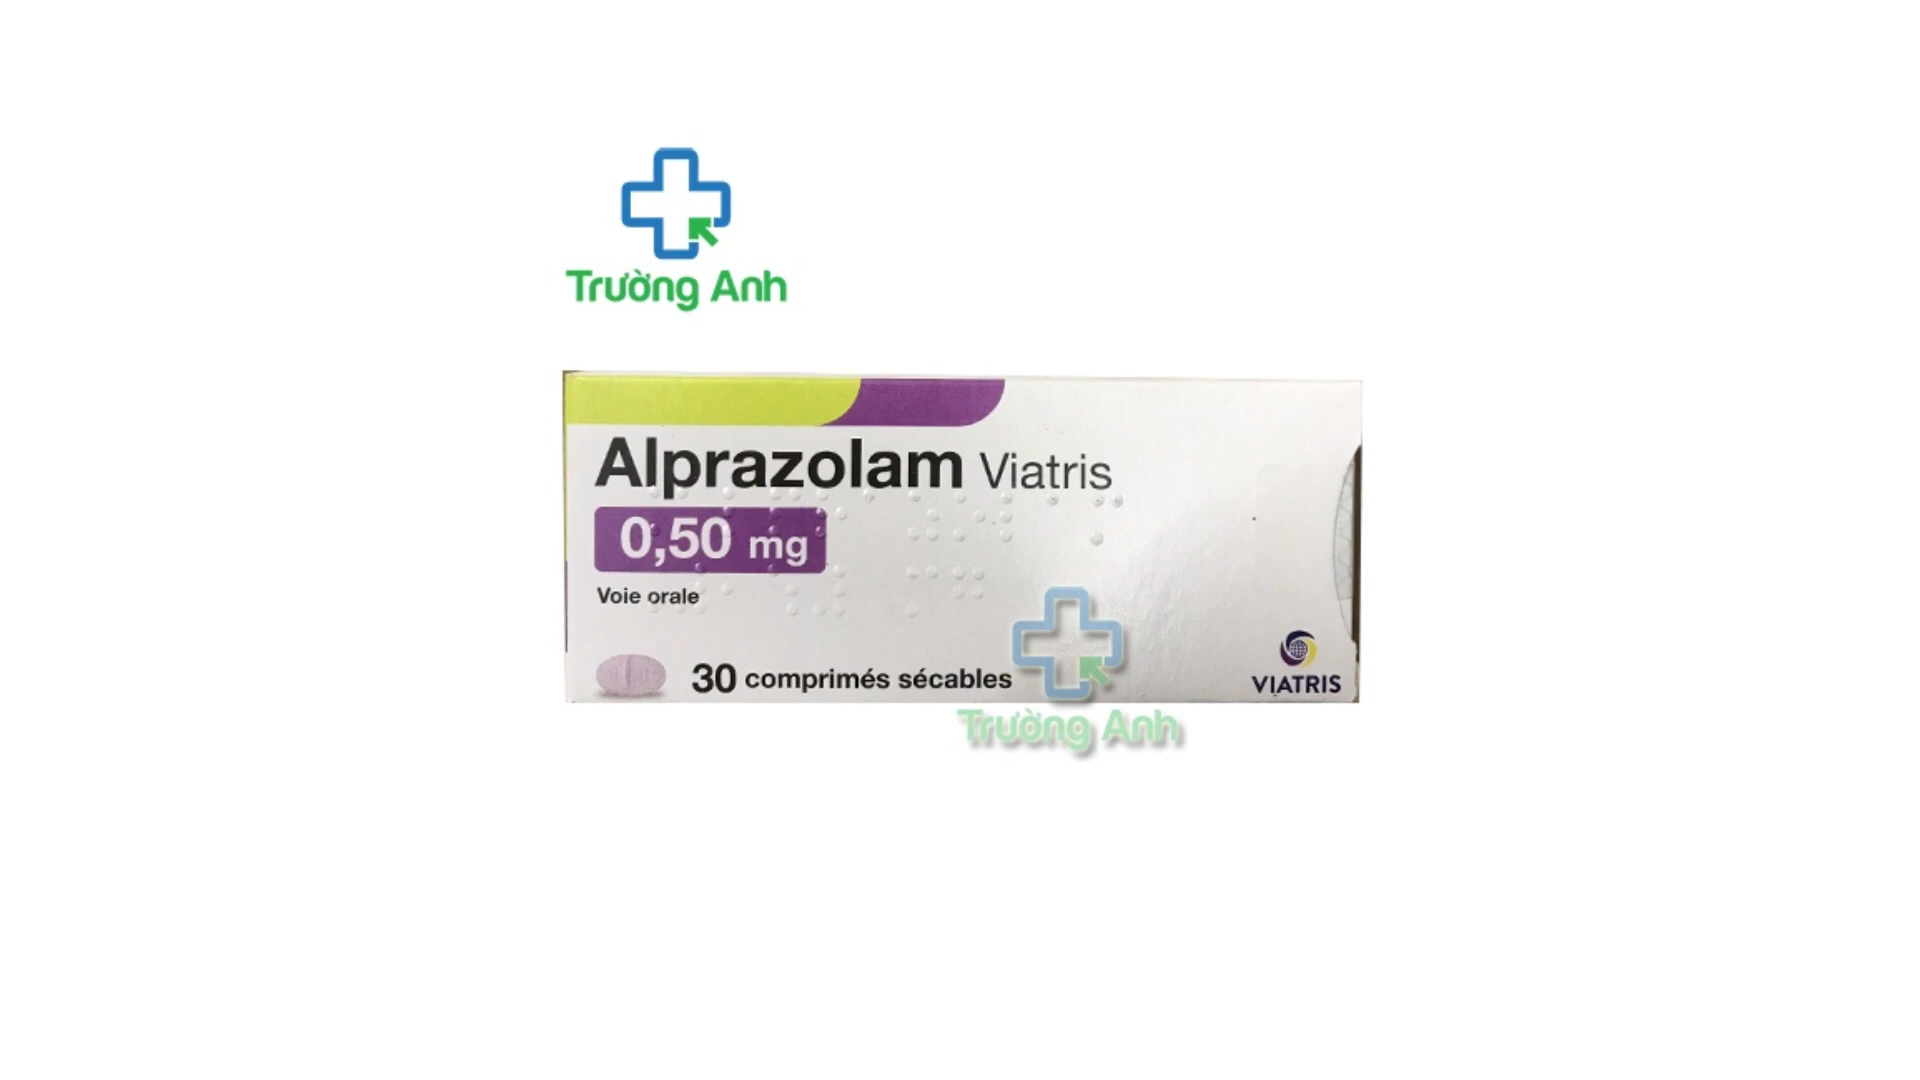 Trường Anh
Alprazolam Viatris
0,50 mg
Voie orale
30 comprimés sécables
VIATRIS
Trường Anh